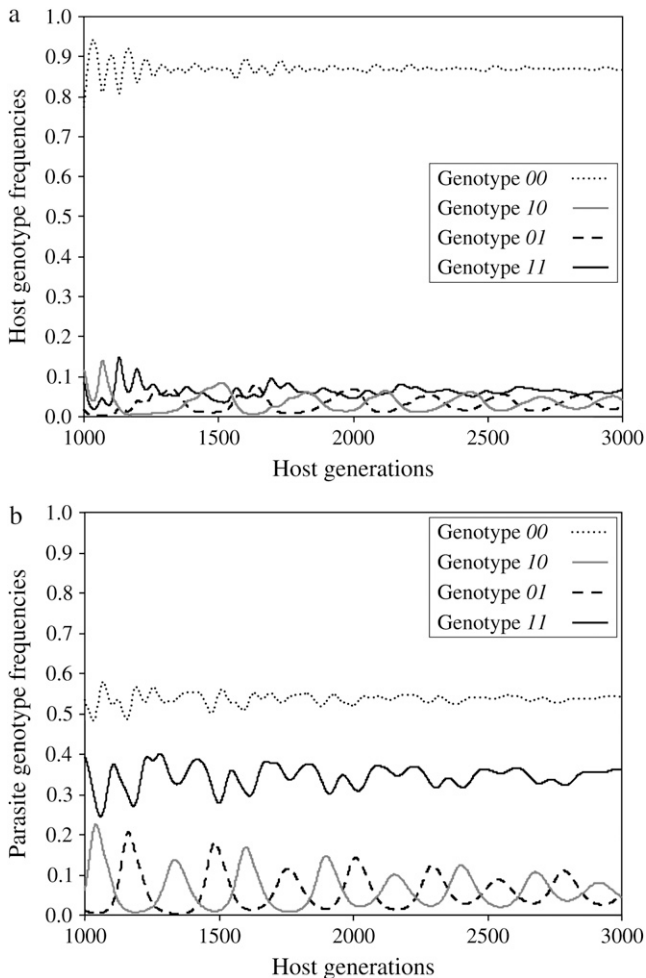 a
1.0
0.9
0.8
0.7
0.6
0.5
0.4
0.3
0.2
0.1
0.0
Host genotype frequencies
Genotype 00
Genotype 10
Genotype 01
Genotype 11
1000 1500 2000 2500 3000
Host generations
b
1.0
0.9
0.8
0.7
0.6
0.5
0.4
0.3
0.2
0.1
0.0
Parasite genotype frequencies
Genotype 00
Genotype 10
Genotype 01
Genotype 11
1000 1500 2000 2500 3000
Host generations